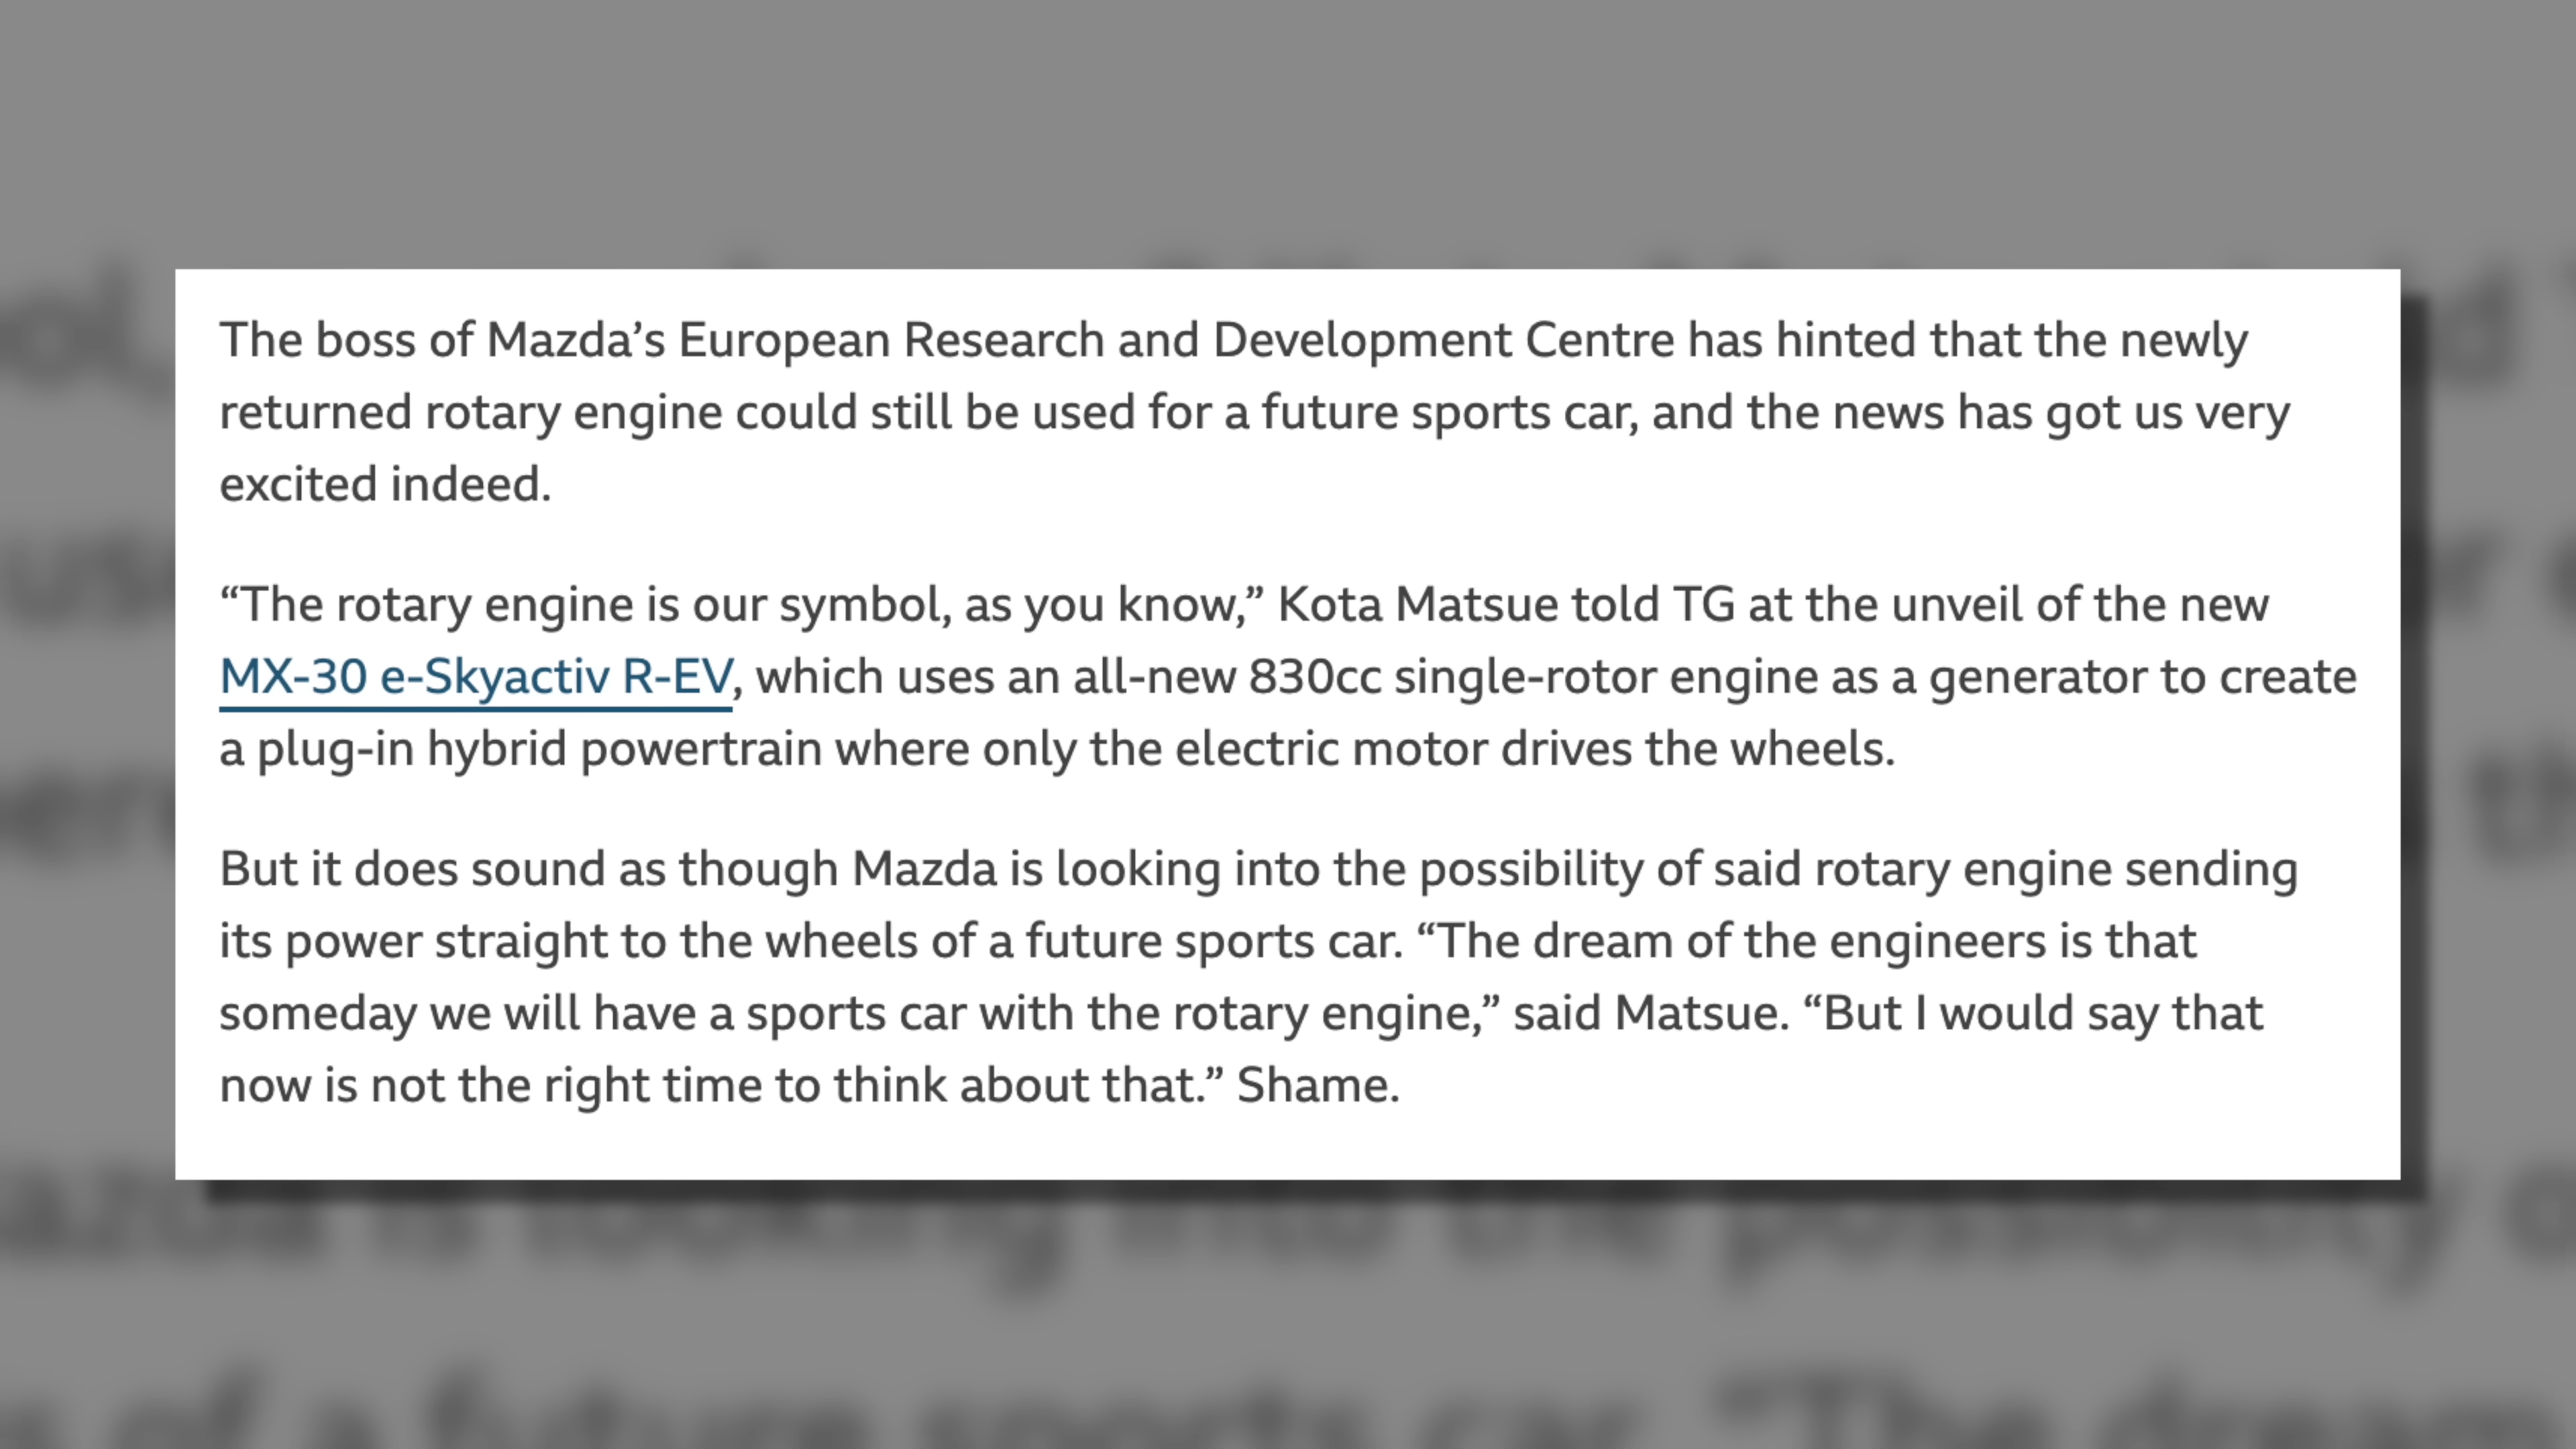 The boss of Mazda’s European Research and Development Centre has hinted that the newly
returned rotary engine could still be used for a future sports car, and the news has got us very
excited indeed.
“The rotary engine is our symbol, as you know,” Kota Matsue told TG at the unveil of the new
MX-30 e-Skyactiv R-EV, which uses an all-new 830cc single-rotor engine as a generator to create
a plug-in hybrid powertrain where only the electric motor drives the wheels.
But it does sound as though Mazda is looking into the possibility of said rotary engine sending
its power straight to the wheels of a future sports car. “The dream of the engineers is that
someday we will have a sports car with the rotary engine,” said Matsue. “But I would say that
now is not the right time to think about that.” Shame.